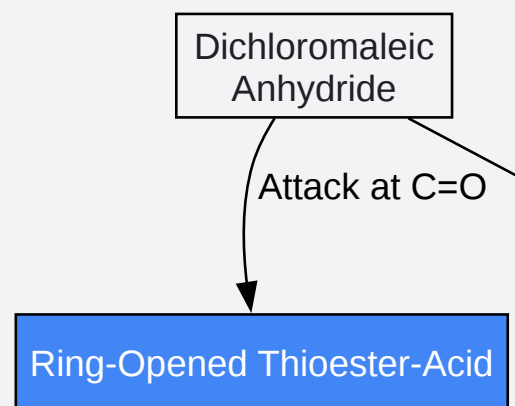 Dichloromaleic
Anhydride
Attack at C=O
Ring-Opened Thioester-Acid